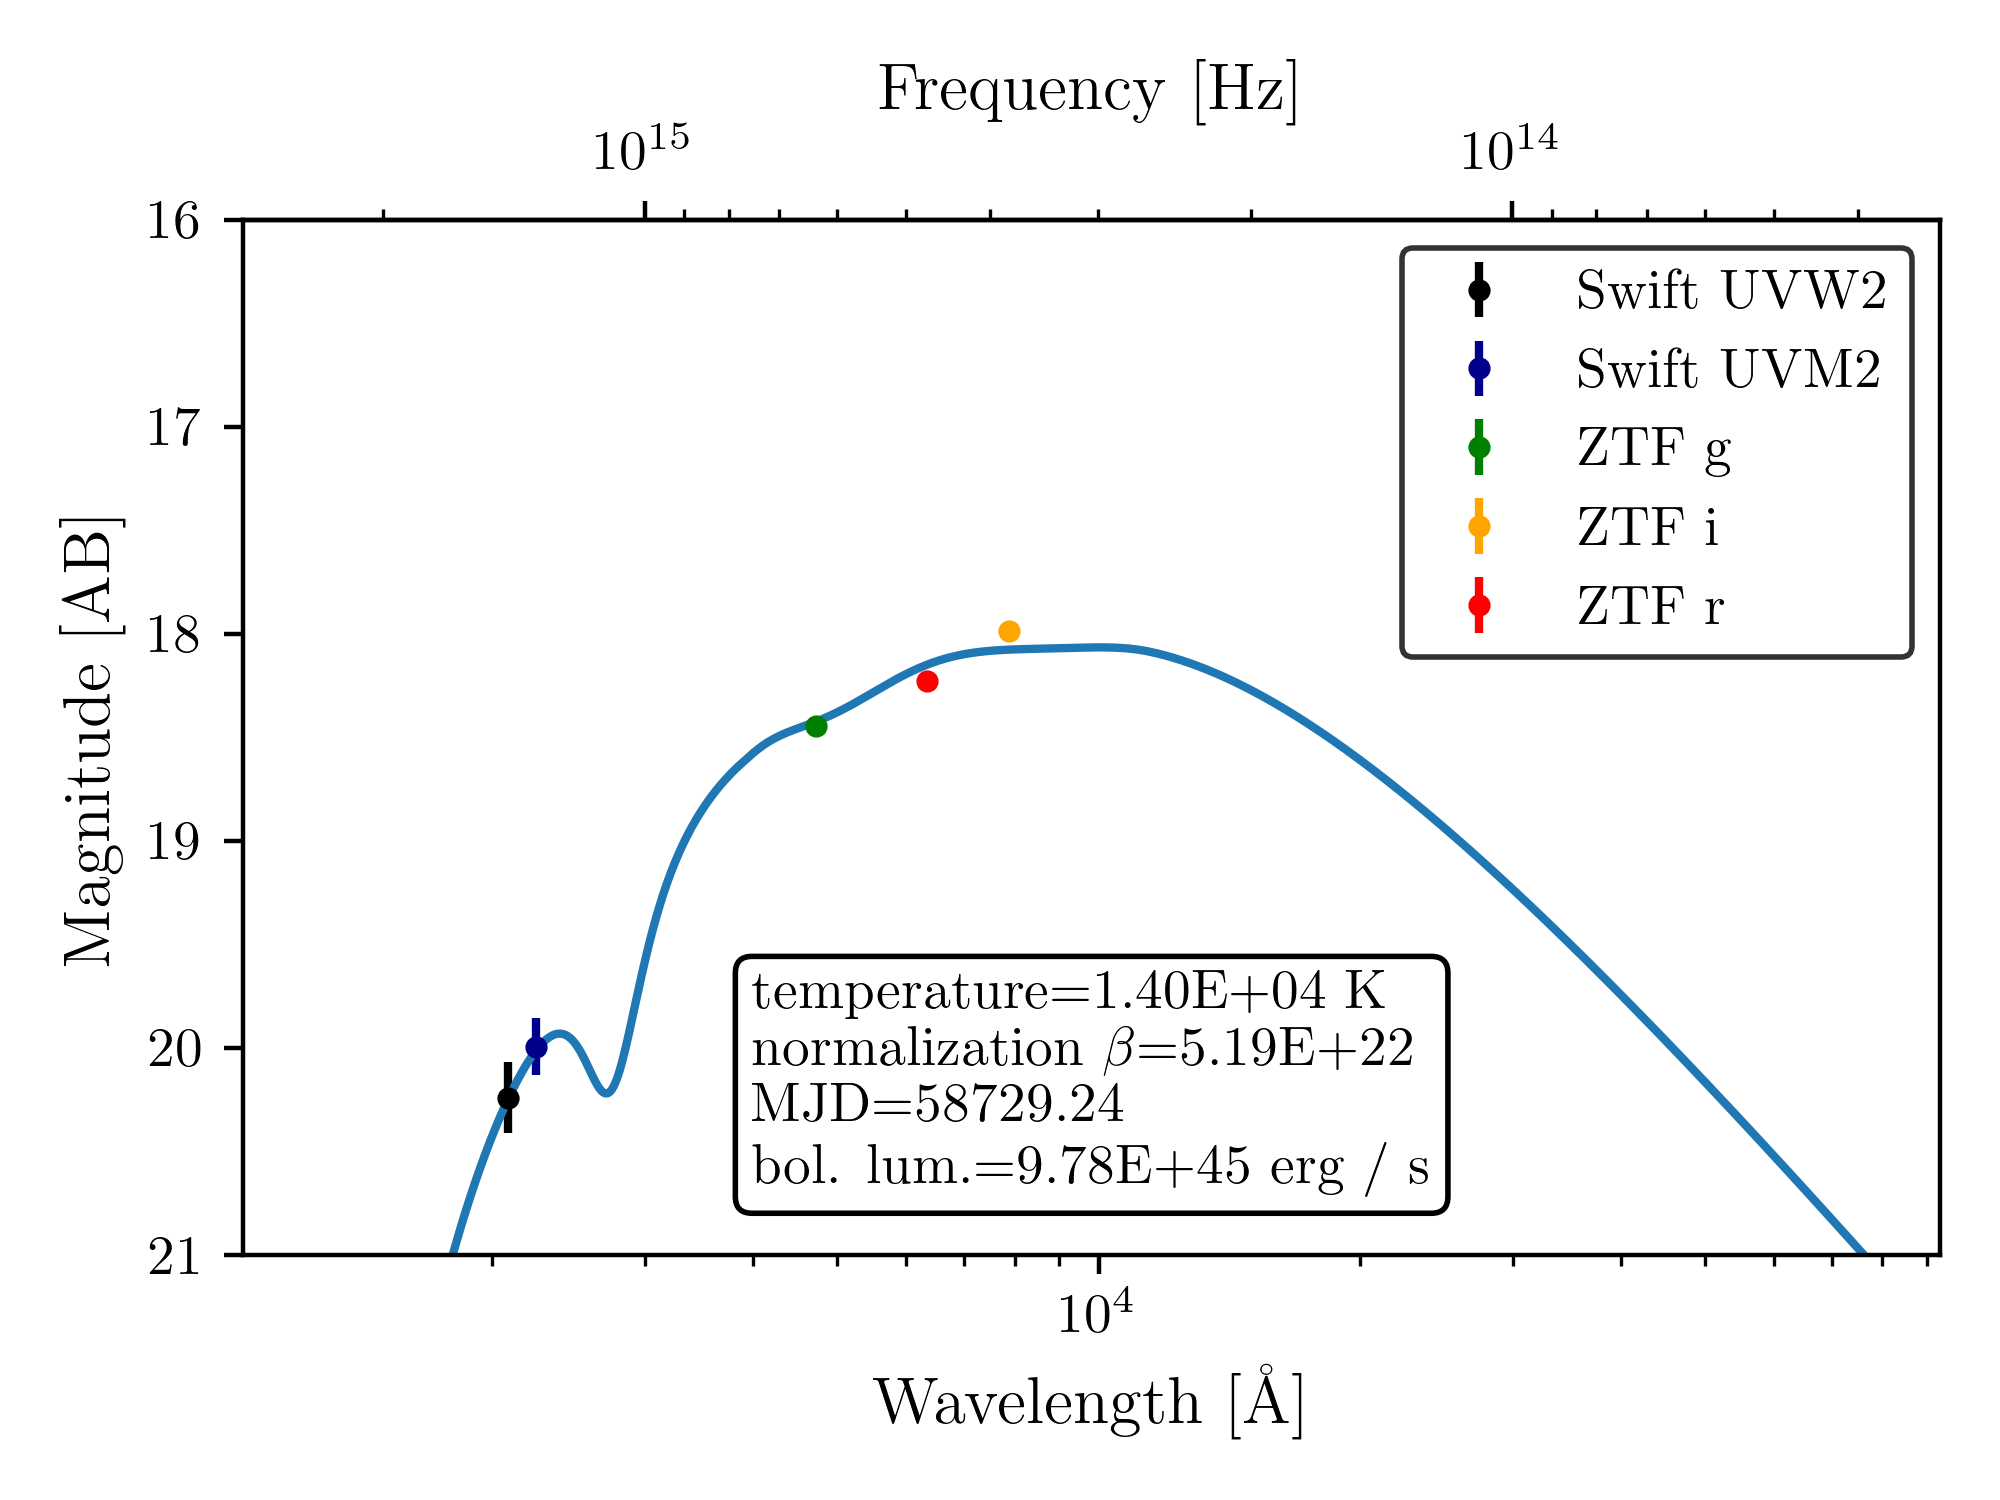 Frequency [Hz]
10^15 10^14
16
17
18
19
20
21
Magnitude [AB]
Swift UVW2
Swift UVM2
ZTF g
ZTF i
ZTF r
temperature=1.40E+04 K
normalization β=5.19E+22
MJD=58729.24
bol. lum.=9.78E+45 erg / s
10^4
Wavelength [Å]